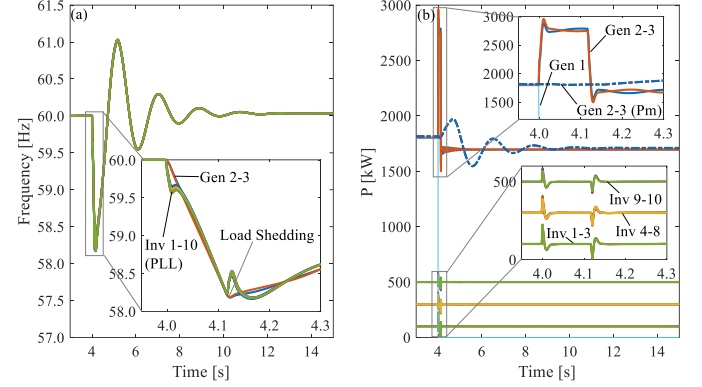 (a)
61.5
61.0
60.5
60.0
59.5
59.0
58.5
58.0
57.5
57.0
Frequency [Hz]
4 6 8 10 12 14
Time [s]
60.0
59.5
59.0
58.5
58.0
4.0 4.1 4.2 4.3
Gen 2-3
Inv 1-10
(PLL)
Load Shedding
(b)
3000
2500
2000
1500
1000
500
0
P [kW]
4 6 8 10 12 14
Time [s]
3000
2500
2000
1500
4.0 4.1 4.2 4.3
Gen 2-3
Gen 1
Gen 2-3 (Pm)
500
0
4.0 4.1 4.2 4.3
Inv 9-10
Inv 1-3
Inv 4-8